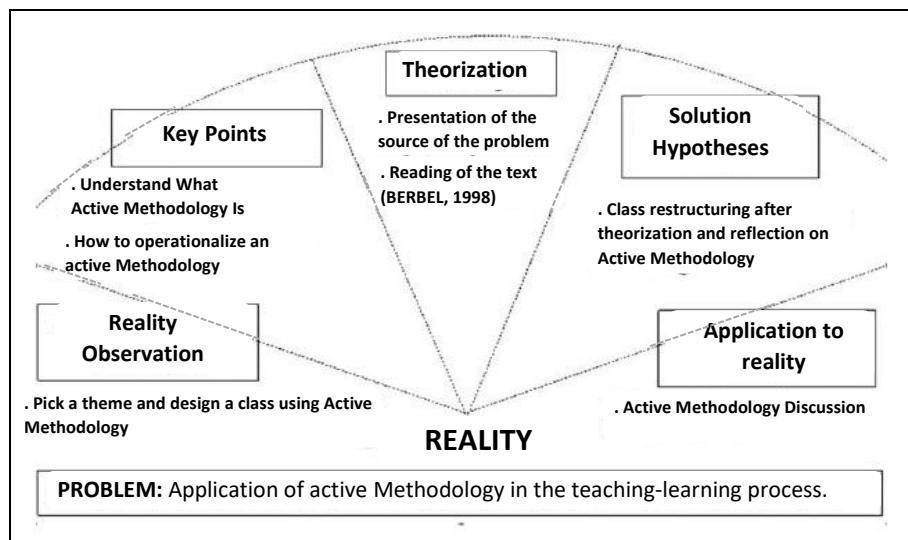 Theorization
. Presentation of the
source of the problem
. Reading of the text
(BERBEL, 1998)
Key Points
. Understand What
Active Methodology Is
. How to operationalize an
active Methodology
Solution
Hypotheses
. Class restructuring after
theorization and reflection on
Active Methodology
Reality
Observation
. Pick a theme and design a class using Active
Methodology
Application to
reality
. Active Methodology Discussion
REALITY
PROBLEM: Application of active Methodology in the teaching-learning process.